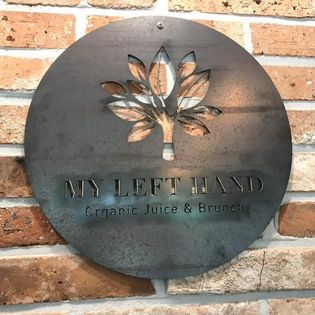 MY LEFT HAND
Organic Juice & Brunch